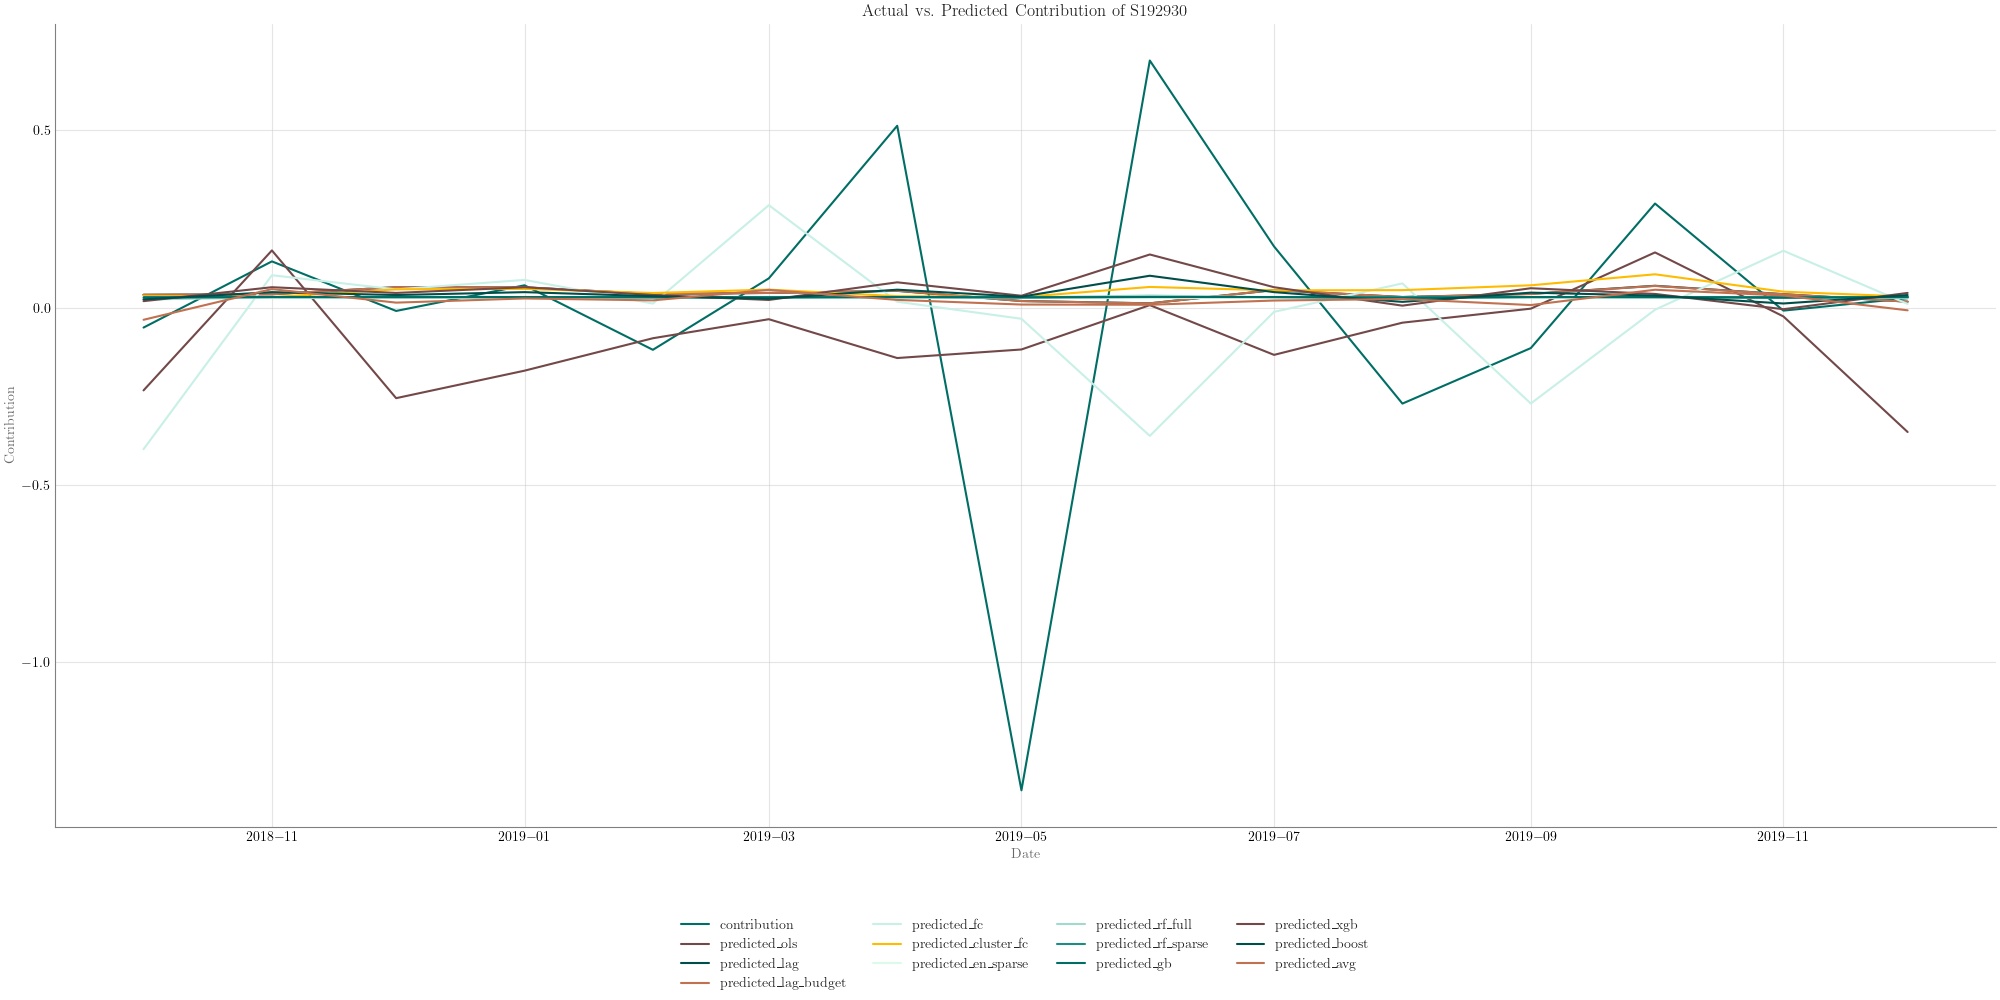 Actual vs. Predicted Contribution of S192930
0.5
0.0
−0.5
−1.0
Contribution
2018−11 2019−01 2019−03 2019−05 2019−07 2019−09 2019−11
Date
contribution predicted_fc predicted_rf_full predicted_xgb
predicted_ols predicted_cluster_fc predicted_rf_sparse predicted_boost
predicted_lag predicted_en_sparse predicted_gb predicted_avg
predicted_lag_budget